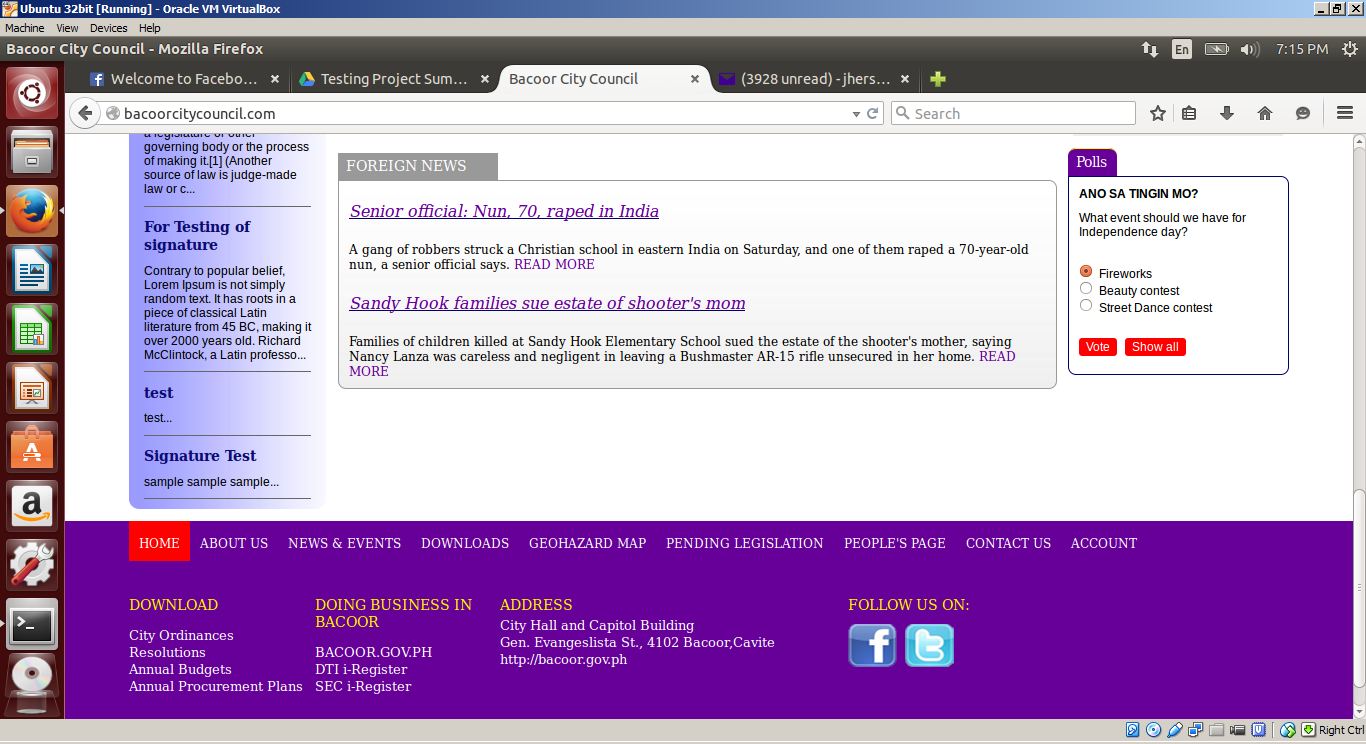 Ubuntu 32bit [Running] - Oracle VM VirtualBox
Machine View Devices Help
Bacoor City Council - Mozilla Firefox
En
7:15 PM
Welcome to Facebo...
Testing Project Sum...
Bacoor City Council
(3928 unread) - jhers...
bacoorcitycouncil.com
Search
a legislature or other
governing body or the process
of making it.[1] (Another
source of law is judge-made
law or c...
For Testing of
signature
Contrary to popular belief,
Lorem Ipsum is not simply
random text. It has roots in a
piece of classical Latin
literature from 45 BC, making it
over 2000 years old. Richard
McClintock, a Latin professo...
test
test...
Signature Test
sample sample sample...
FOREIGN NEWS
Senior official: Nun, 70, raped in India
A gang of robbers struck a Christian school in eastern India on Saturday, and one of them raped a 70-year-old
nun, a senior official says. READ MORE
Sandy Hook families sue estate of shooter's mom
Families of children killed at Sandy Hook Elementary School sued the estate of the shooter's mother, saying
Nancy Lanza was careless and negligent in leaving a Bushmaster AR-15 rifle unsecured in her home. READ
MORE
Polls
ANO SA TINGIN MO?
What event should we have for
Independence day?
Fireworks
Beauty contest
Street Dance contest
Vote Show all
HOME ABOUT US NEWS & EVENTS DOWNLOADS GEOHAZARD MAP PENDING LEGISLATION PEOPLE'S PAGE CONTACT US ACCOUNT
DOWNLOAD
City Ordinances
Resolutions
Annual Budgets
Annual Procurement Plans
DOING BUSINESS IN
BACOOR
BACOOR.GOV.PH
DTI i-Register
SEC i-Register
ADDRESS
City Hall and Capitol Building
Gen. Evangeslista St., 4102 Bacoor,Cavite
http://bacoor.gov.ph
FOLLOW US ON:
Right Ctrl